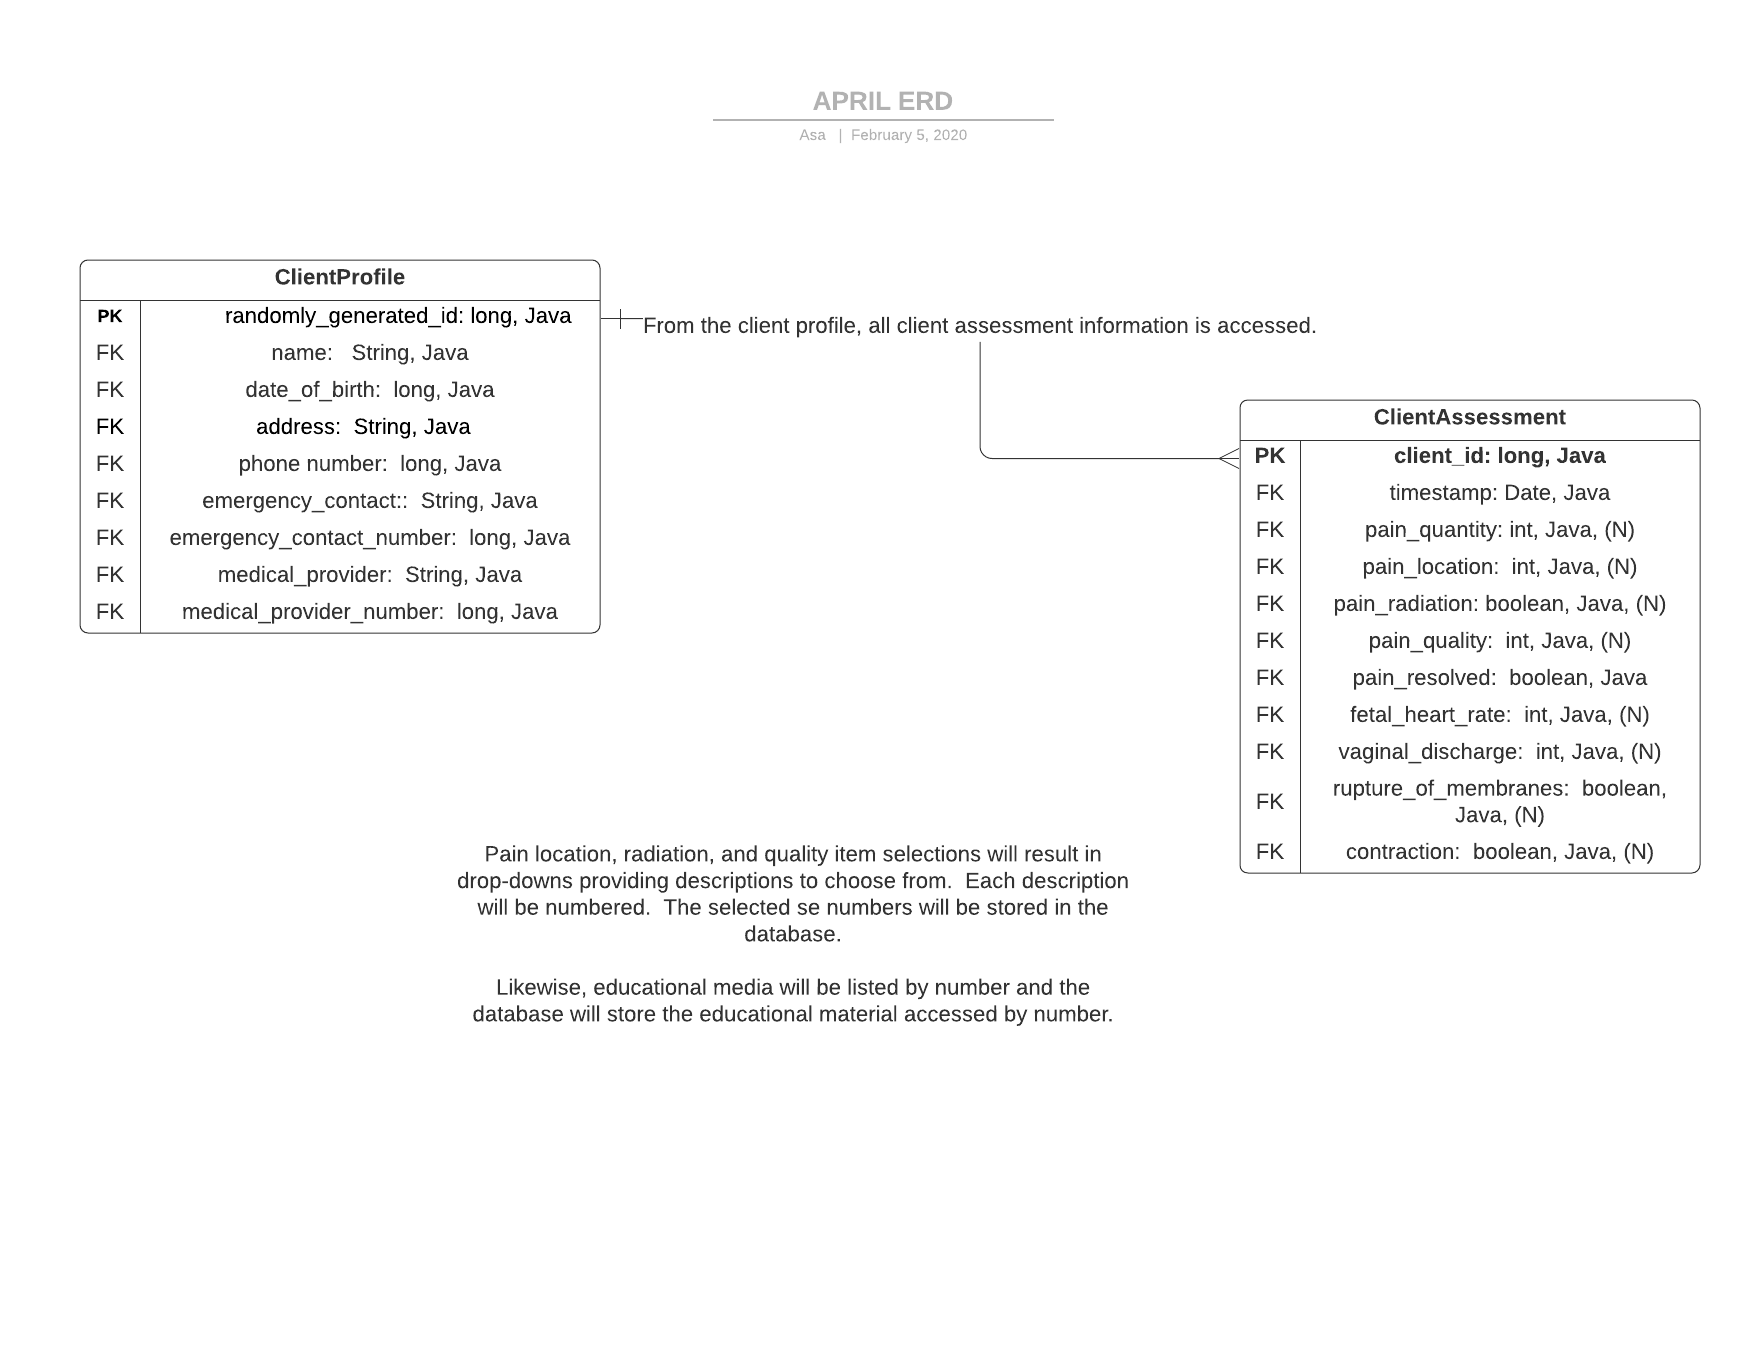 APRIL ERD
Asa | February 5, 2020
ClientProfile
PK randomly_generated_id: long, Java
FK name: String, Java
FK date_of_birth: long, Java
FK address: String, Java
FK phone number: long, Java
FK emergency_contact:: String, Java
FK emergency_contact_number: long, Java
FK medical_provider: String, Java
FK medical_provider_number: long, Java
From the client profile, all client assessment information is accessed.
ClientAssessment
PK client_id: long, Java
FK timestamp: Date, Java
FK pain_quantity: int, Java, (N)
FK pain_location: int, Java, (N)
FK pain_radiation: boolean, Java, (N)
FK pain_quality: int, Java, (N)
FK pain_resolved: boolean, Java
FK fetal_heart_rate: int, Java, (N)
FK vaginal_discharge: int, Java, (N)
FK rupture_of_membranes: boolean,
Java, (N)
FK contraction: boolean, Java, (N)
Pain location, radiation, and quality item selections will result in
drop-downs providing descriptions to choose from. Each description
will be numbered. The selected se numbers will be stored in the
database.
Likewise, educational media will be listed by number and the
database will store the educational material accessed by number.